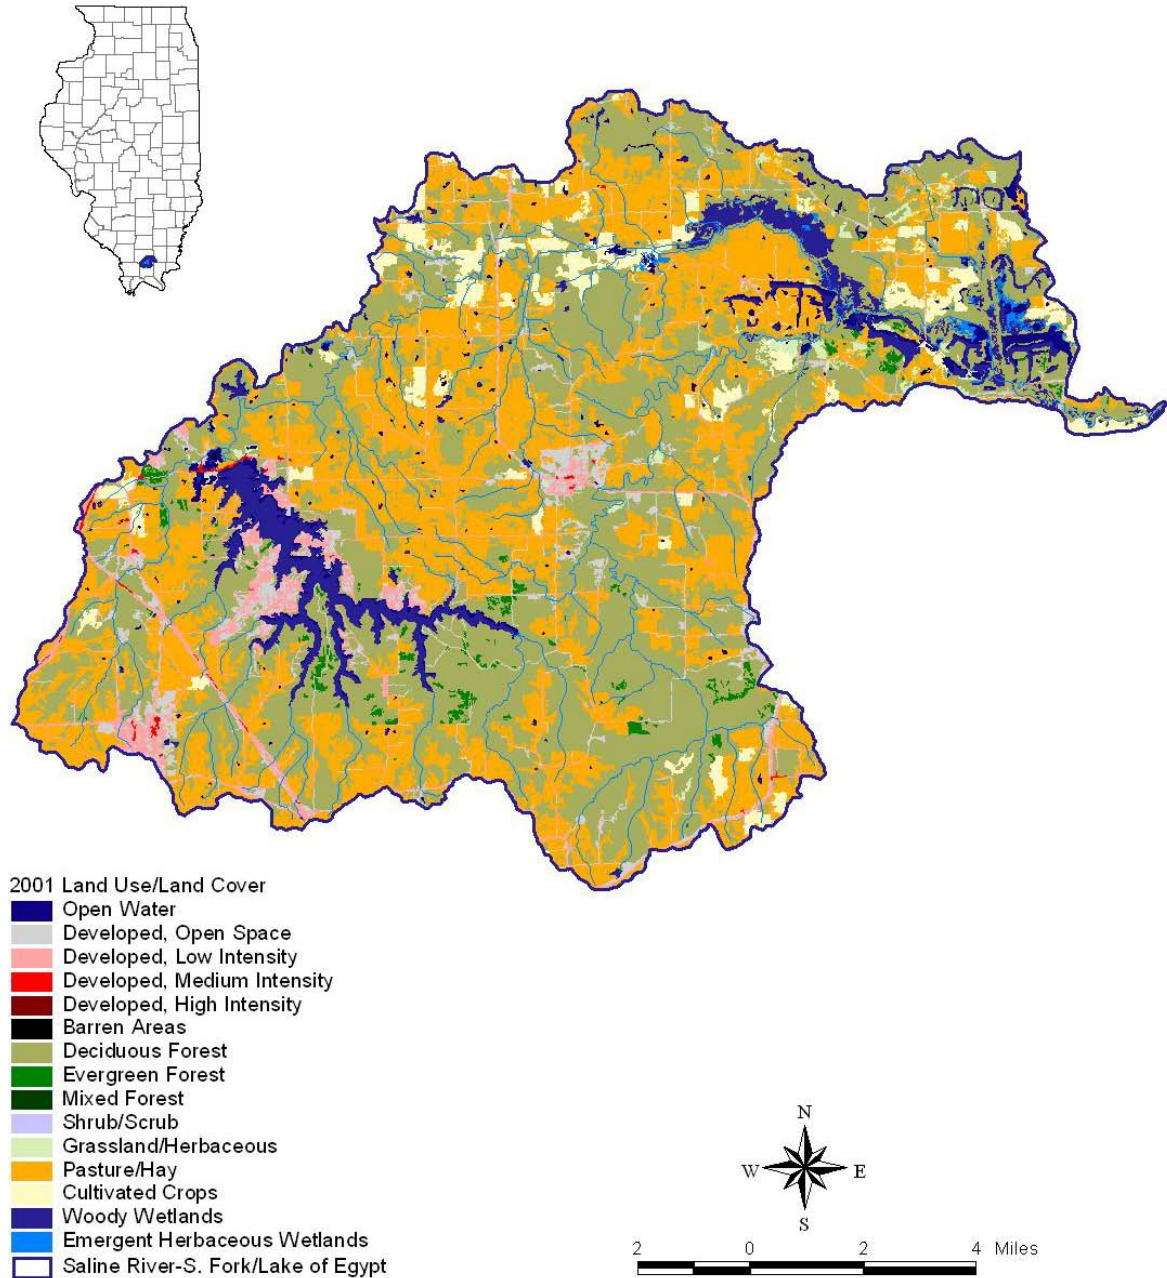 2001 Land Use/Land Cover
Open Water
Developed, Open Space
Developed, Low Intensity
Developed, Medium Intensity
Developed, High Intensity
Barren Areas
Deciduous Forest
Evergreen Forest
Mixed Forest
Shrub/Scrub
Grassland/Herbaceous
Pasture/Hay
Cultivated Crops
Woody Wetlands
Emergent Herbaceous Wetlands
Saline River-S. Fork/Lake of Egypt
N
W E
S
2 0 2 4 Miles